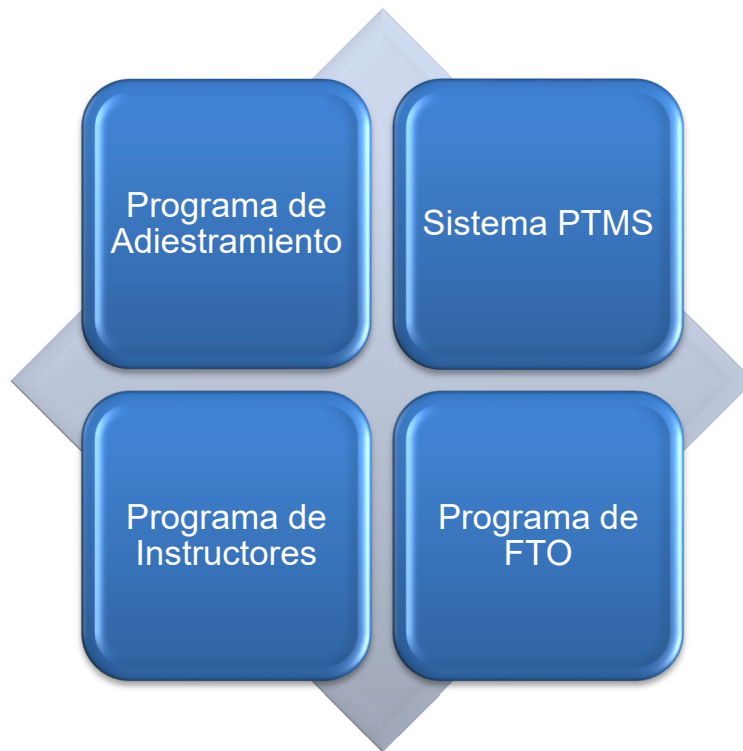 Programa de
Adiestramiento
Sistema PTMS
Programa de
Instructores
Programa de
FTO